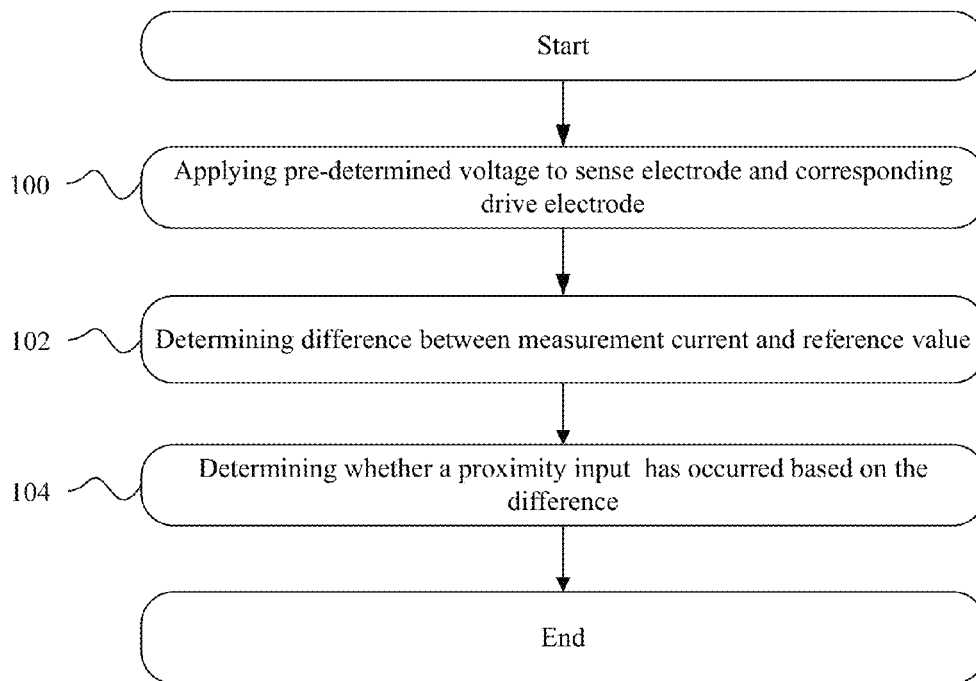 Start
100
Applying pre-determined voltage to sense electrode and corresponding
drive electrode
102
Determining difference between measurement current and reference value
104
Determining whether a proximity input has occurred based on the
difference
End